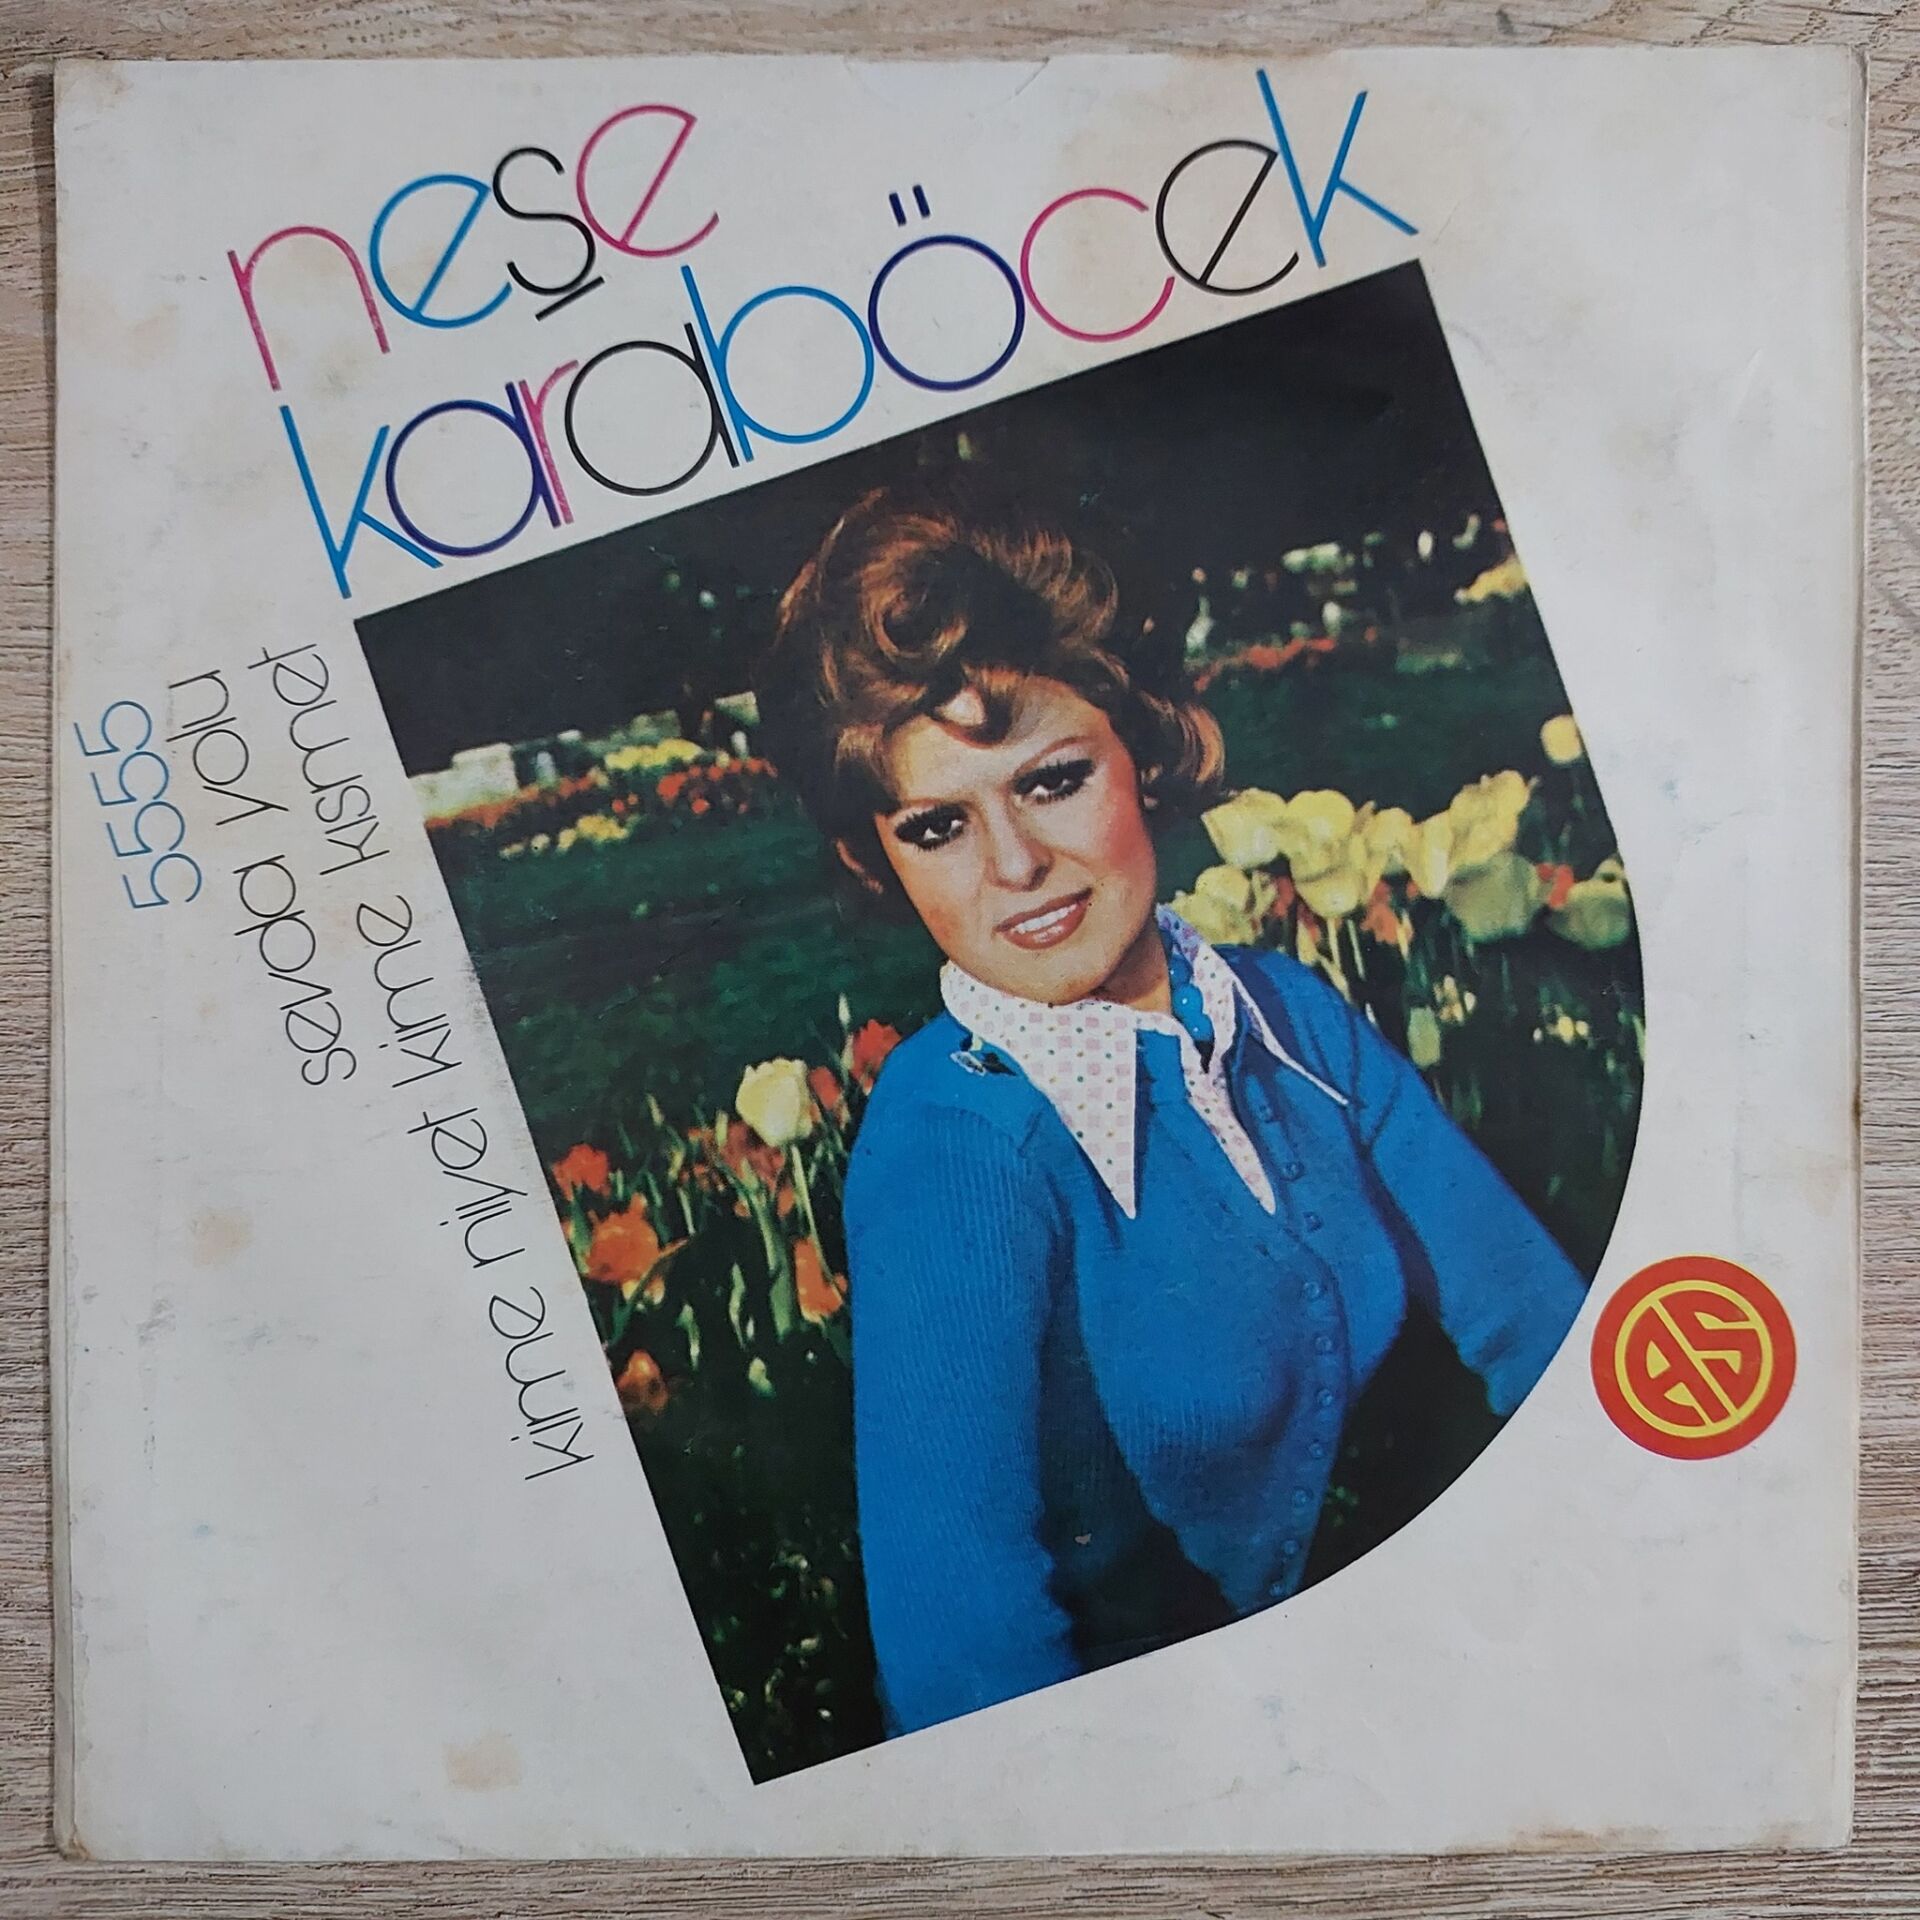 neşe
karaböcek
5555
sevda yolu
kime niyet kime kısmet
AS